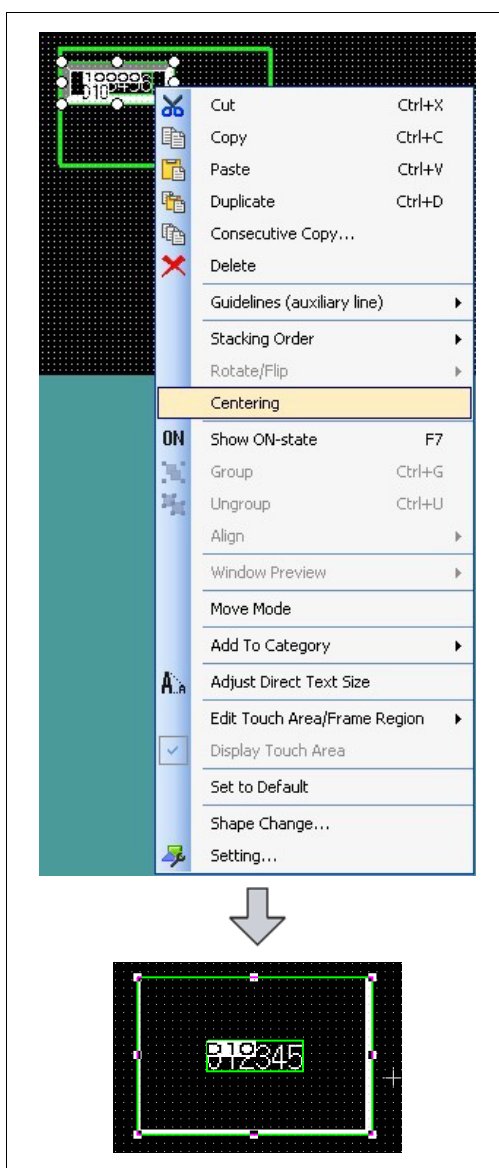 Cut Ctrl+X
Copy Ctrl+C
Paste Ctrl+V
Duplicate Ctrl+D
Consecutive Copy...
Delete
Guidelines (auxiliary line)
Stacking Order
Rotate/Flip
Centering
ON Show ON-state F7
Group Ctrl+G
Ungroup Ctrl+U
Align
Window Preview
Move Mode
Add To Category
Adjust Direct Text Size
Edit Touch Area/Frame Region
Display Touch Area
Set to Default
Shape Change...
Setting...